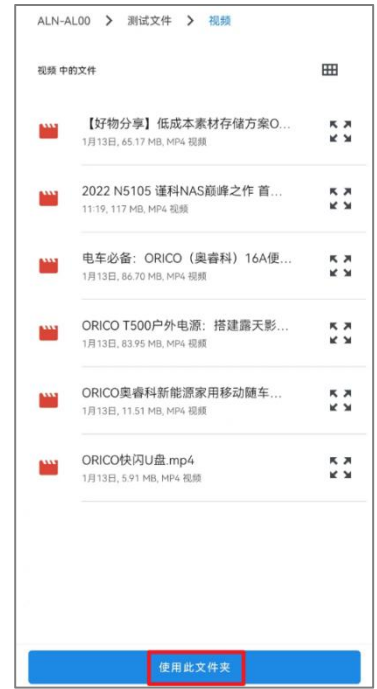 ALN-AL00 > 测试文件 > 视频
视频 中的文件
【好物分享】低成本素材存储方案O...
1月13日, 65.17 MB, MP4 视频
2022 N5105 谨科NAS巅峰之作 首...
11:19, 117 MB, MP4 视频
电车必备：ORICO（奥睿科）16A便...
1月13日, 86.70 MB, MP4 视频
ORICO T500户外电源：搭建露天影...
1月13日, 83.95 MB, MP4 视频
ORICO奥睿科新能源家用移动随车...
1月13日, 11.51 MB, MP4 视频
ORICO快闪U盘.mp4
1月13日, 5.91 MB, MP4 视频
使用此文件夹